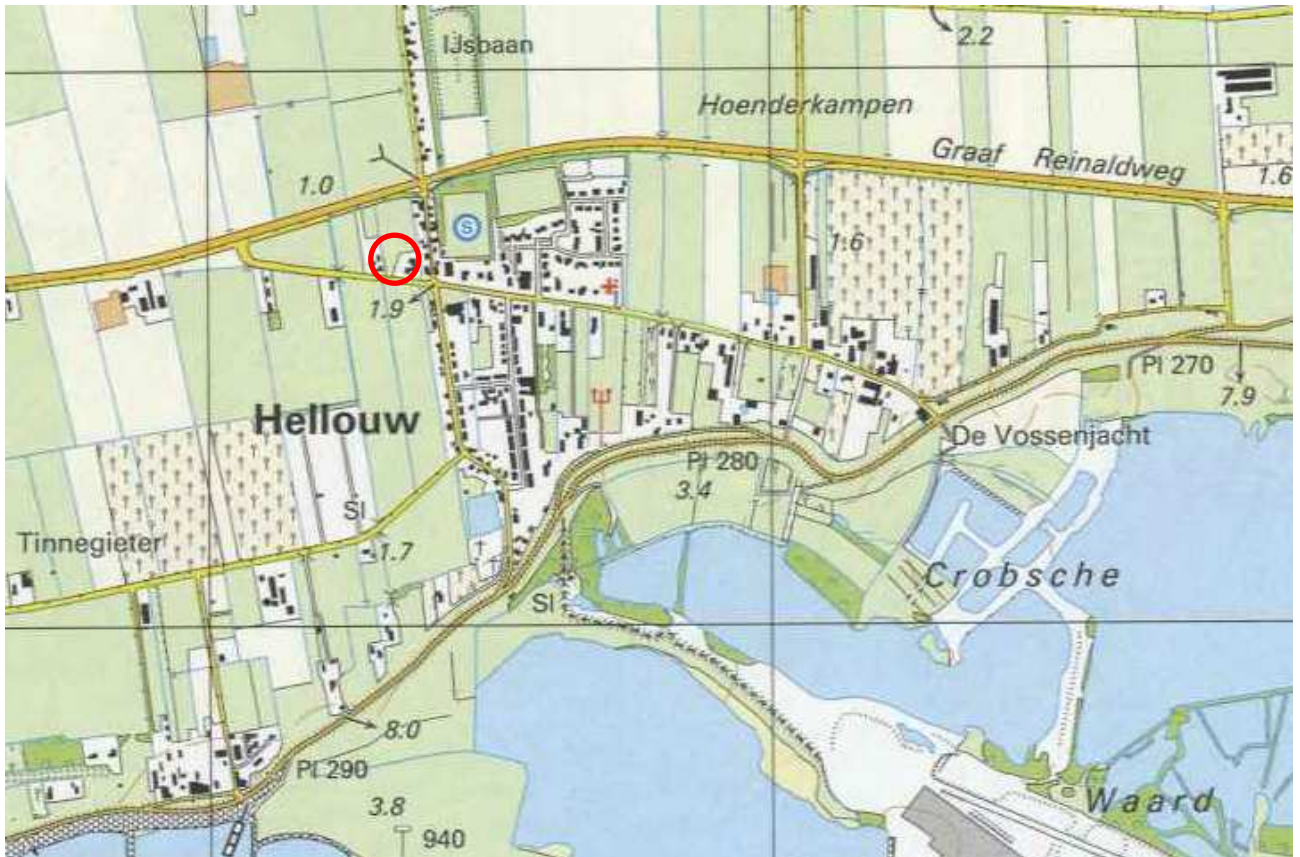 IJsbaan
2.2
Hoenderkampen
Graaf Reinaldweg
1.0
1.6
S
1.6
1.9
Pl 270
7.9
Hellouw
De Vossenjacht
Pl 280
3.4
Sl
Tinnegieter
1.7
Crobsche
Sl
8.0
Pl 290
Waard
3.8
940